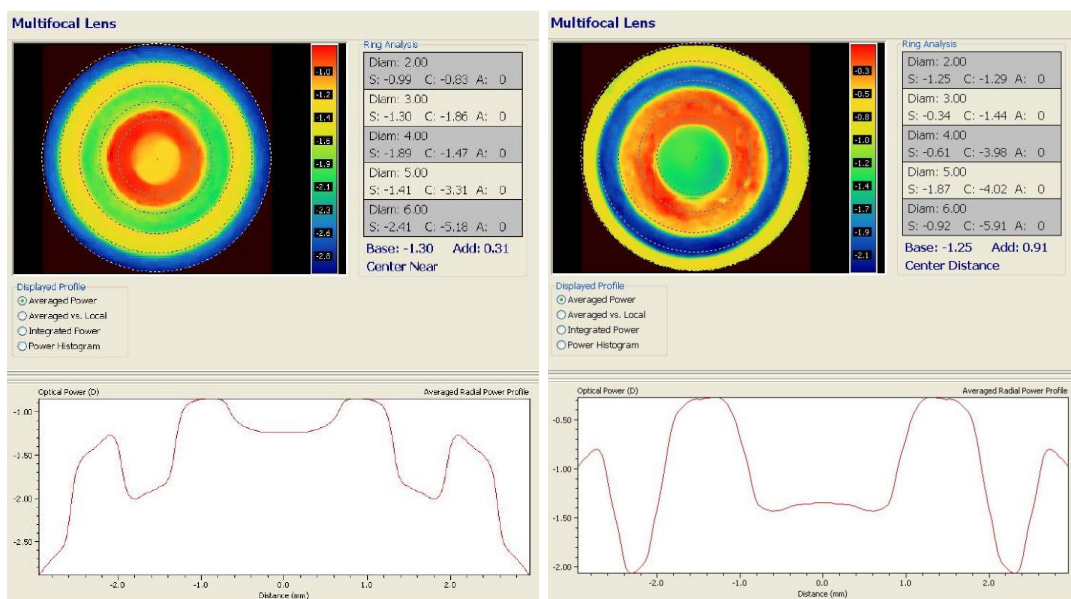 Multifocal Lens
-1.0
-1.2
-1.4
-1.6
-1.9
-2.1
-2.3
-2.6
-2.8
Ring Analysis
Diam: 2.00
S: -0.99 C: -0.83 A: 0
Diam: 3.00
S: -1.30 C: -1.86 A: 0
Diam: 4.00
S: -1.89 C: -1.47 A: 0
Diam: 5.00
S: -1.41 C: -3.31 A: 0
Diam: 6.00
S: -2.41 C: -5.18 A: 0
Base: -1.30 Add: 0.31
Center Near
Displayed Profile
Averaged Power
Averaged vs. Local
Integrated Power
Power Histogram
Optical Power (D) Averaged Radial Power Profile
-1.00
-1.50
-2.00
-2.50
-2.0 -1.0 0.0 1.0 2.0
Distance (mm)
Multifocal Lens
-0.3
-0.5
-0.8
-1.0
-1.2
-1.4
-1.7
-1.9
-2.1
Ring Analysis
Diam: 2.00
S: -1.25 C: -1.29 A: 0
Diam: 3.00
S: -0.34 C: -1.44 A: 0
Diam: 4.00
S: -0.61 C: -3.98 A: 0
Diam: 5.00
S: -1.87 C: -4.02 A: 0
Diam: 6.00
S: -0.92 C: -5.91 A: 0
Base: -1.25 Add: 0.91
Center Distance
Displayed Profile
Averaged Power
Averaged vs. Local
Integrated Power
Power Histogram
Optical Power (D) Averaged Radial Power Profile
-0.50
-1.00
-1.50
-2.00
-2.0 -1.0 0.0 1.0 2.0
Distance (mm)